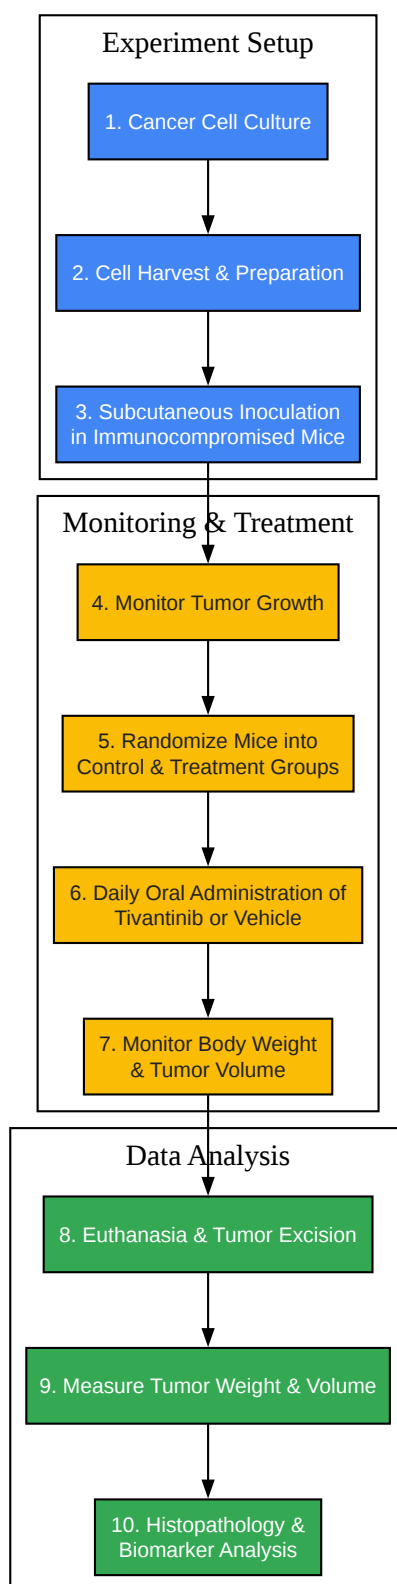 Experiment Setup
1. Cancer Cell Culture
2. Cell Harvest & Preparation
3. Subcutaneous Inoculation
in Immunocompromised Mice
Monitoring & Treatment
4. Monitor Tumor Growth
5. Randomize Mice into
Control & Treatment Groups
6. Daily Oral Administration of
Tivantinib or Vehicle
7. Monitor Body Weight
& Tumor Volume
Data Analysis
8. Euthanasia & Tumor Excision
9. Measure Tumor Weight & Volume
10. Histopathology &
Biomarker Analysis